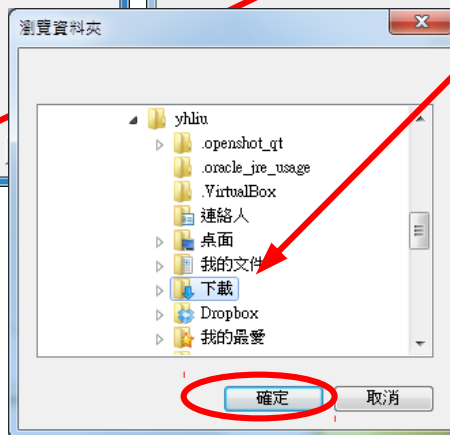 瀏覽資料夾
yhliu
.openshot_qt
.oracle_jre_usage
.VirtualBox
連絡人
桌面
我的文件
下載
Dropbox
我的最愛
確定
取消